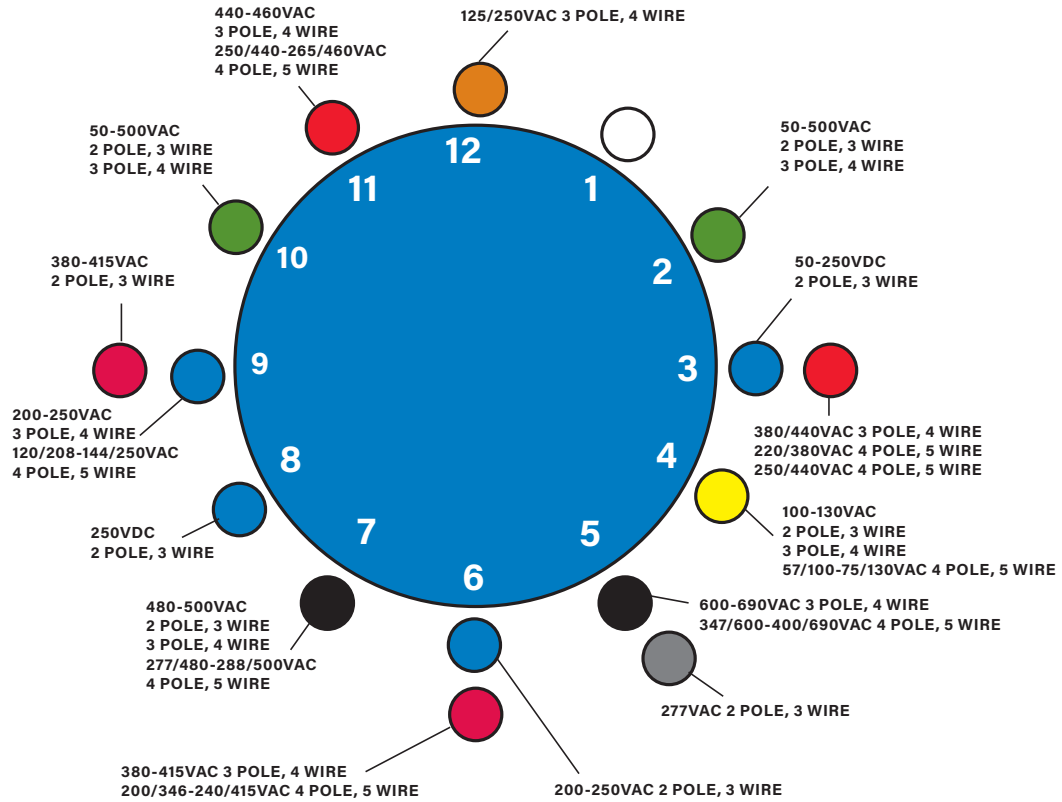 440-460VAC
3 POLE, 4 WIRE
250/440-265/460VAC
4 POLE, 5 WIRE
125/250VAC 3 POLE, 4 WIRE
50-500VAC
2 POLE, 3 WIRE
3 POLE, 4 WIRE
50-500VAC
2 POLE, 3 WIRE
3 POLE, 4 WIRE
380-415VAC
2 POLE, 3 WIRE
50-250VDC
2 POLE, 3 WIRE
12
1
2
3
4
5
6
7
8
9
10
11
200-250VAC
3 POLE, 4 WIRE
120/208-144/250VAC
4 POLE, 5 WIRE
380/440VAC 3 POLE, 4 WIRE
220/380VAC 4 POLE, 5 WIRE
250/440VAC 4 POLE, 5 WIRE
250VDC
2 POLE, 3 WIRE
100-130VAC
2 POLE, 3 WIRE
3 POLE, 4 WIRE
57/100-75/130VAC 4 POLE, 5 WIRE
480-500VAC
2 POLE, 3 WIRE
3 POLE, 4 WIRE
277/480-288/500VAC
4 POLE, 5 WIRE
600-690VAC 3 POLE, 4 WIRE
347/600-400/690VAC 4 POLE, 5 WIRE
277VAC 2 POLE, 3 WIRE
380-415VAC 3 POLE, 4 WIRE
200/346-240/415VAC 4 POLE, 5 WIRE
200-250VAC 2 POLE, 3 WIRE